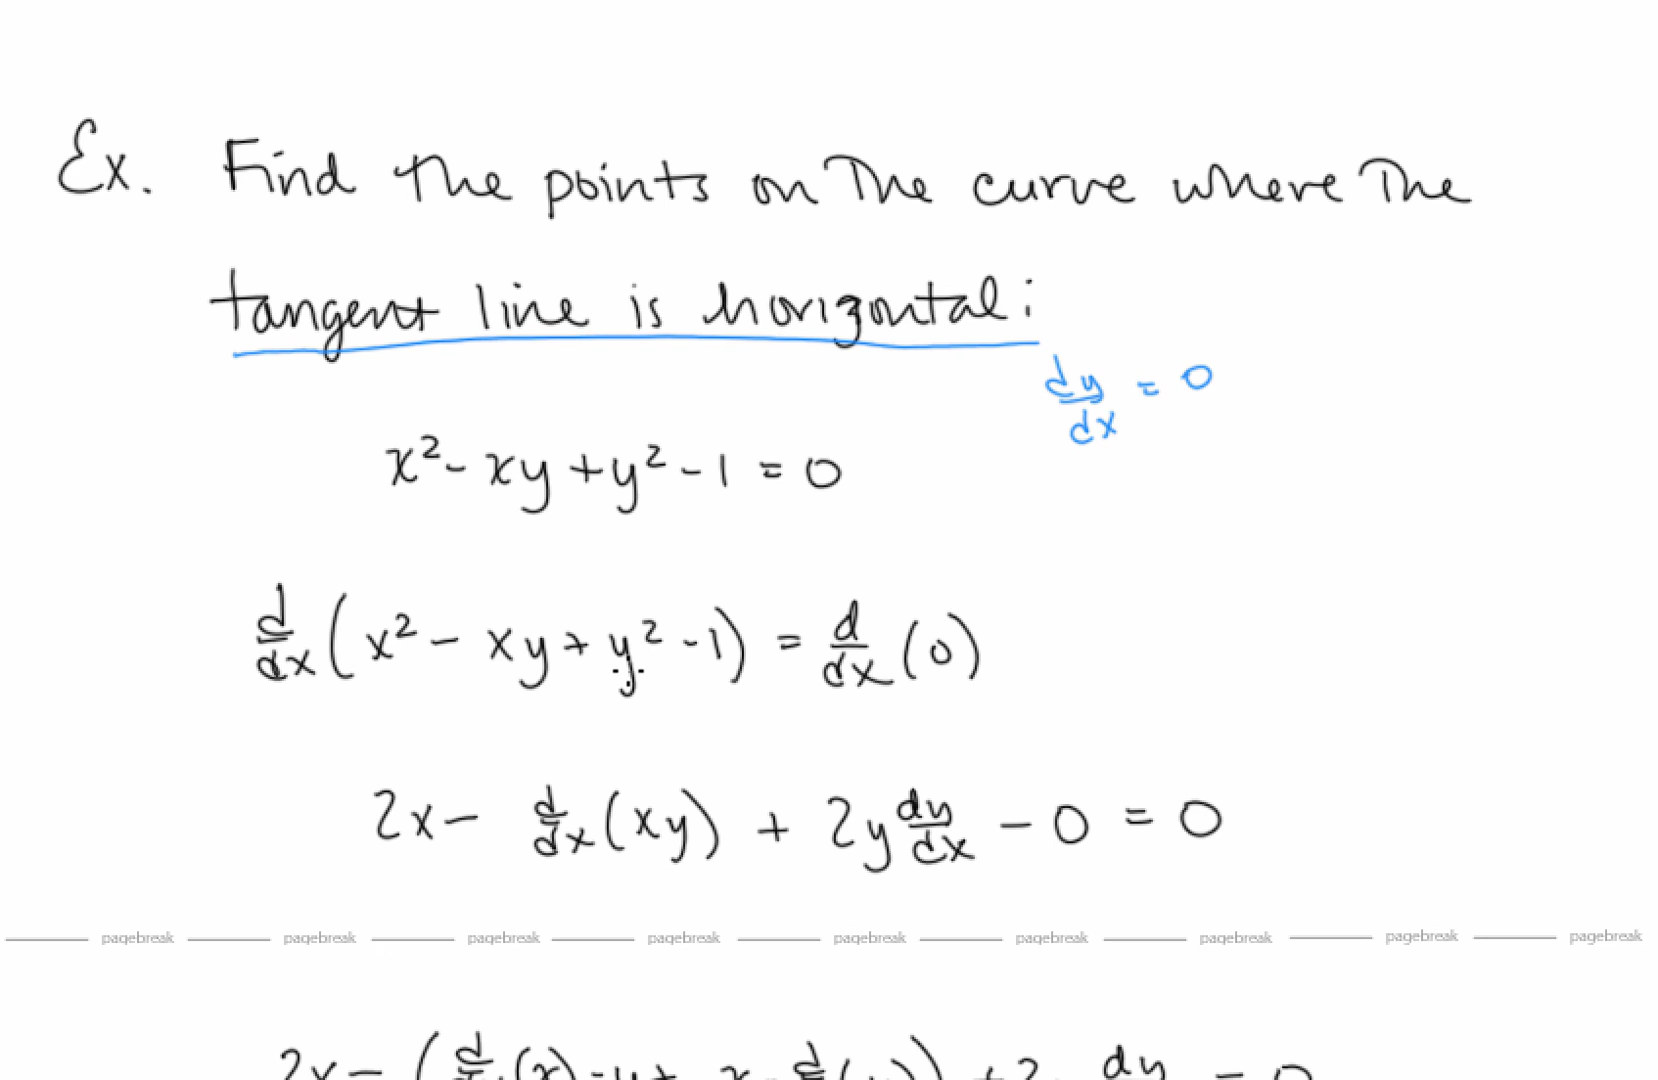 Ex. Find the points on the curve where the
tangent line is horizontal:
dy/dx = 0
x² - xy + y² - 1 = 0
d/dx (x² - xy + y² - 1) = d/dx (0)
2x - d/dx (xy) + 2y dy/dx - 0 = 0
pagebreak pagebreak pagebreak pagebreak pagebreak pagebreak pagebreak pagebreak pagebreak